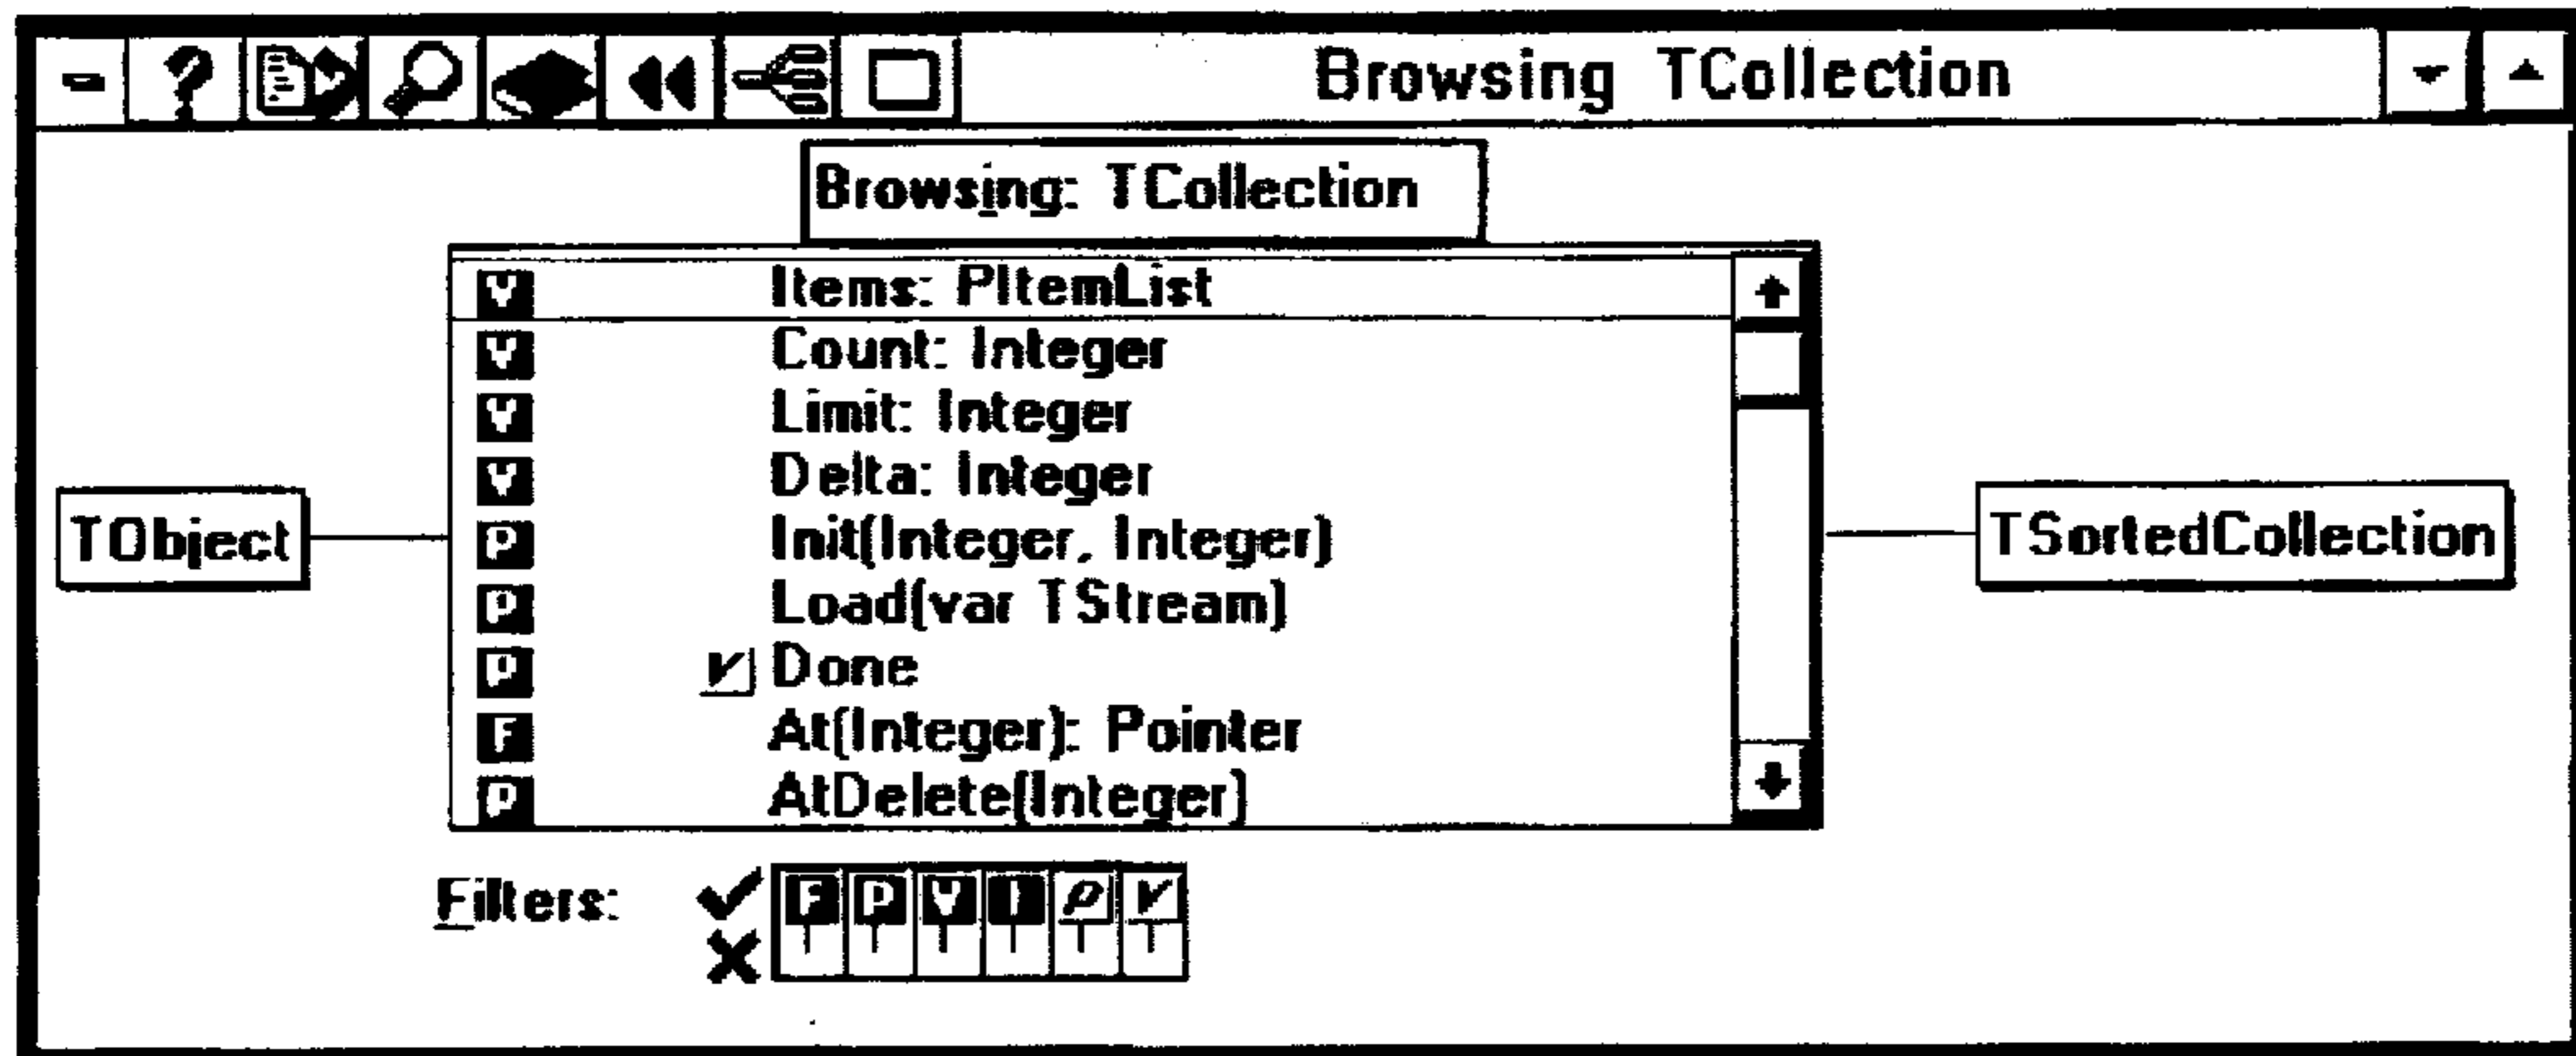 ? Browsing TCollection
Browsing: TCollection
V Items: PItemList
V Count: Integer
V Limit: Integer
V Delta: Integer
TObject
P Init(Integer, Integer)
P Load(var TStream)
P V Done
F At(Integer): Pointer
P AtDelete(Integer)
TSortedCollection
Filters: F P V T P V